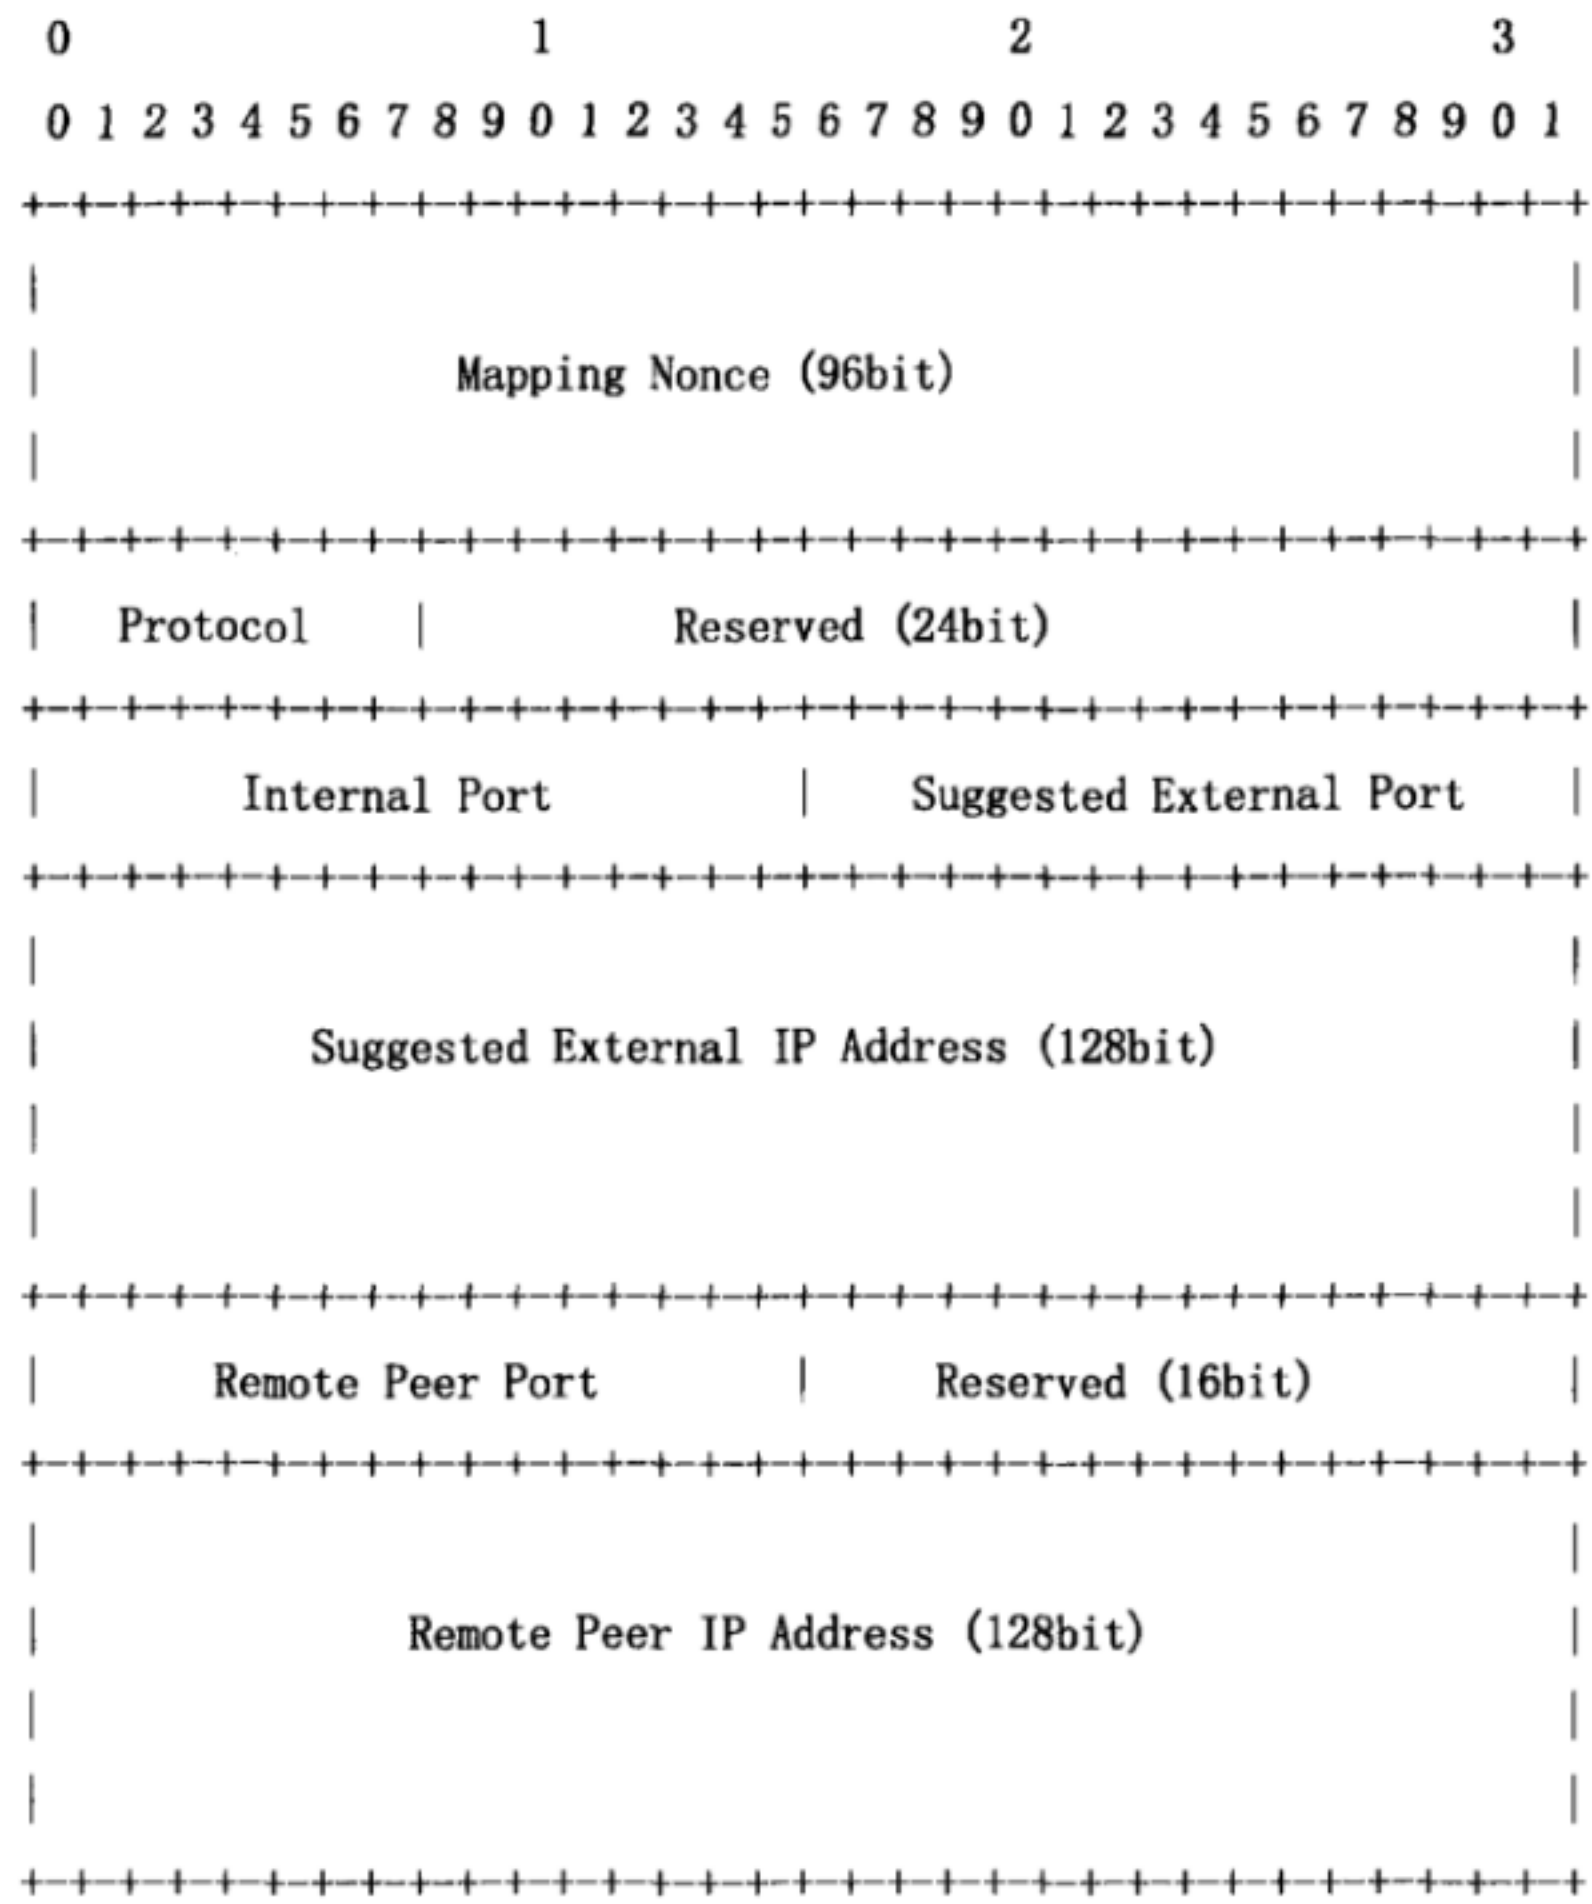 0 1 2 3
0 1 2 3 4 5 6 7 8 9 0 1 2 3 4 5 6 7 8 9 0 1 2 3 4 5 6 7 8 9 0 1
Mapping Nonce (96bit)
Protocol | Reserved (24bit)
Internal Port | Suggested External Port
Suggested External IP Address (128bit)
Remote Peer Port | Reserved (16bit)
Remote Peer IP Address (128bit)